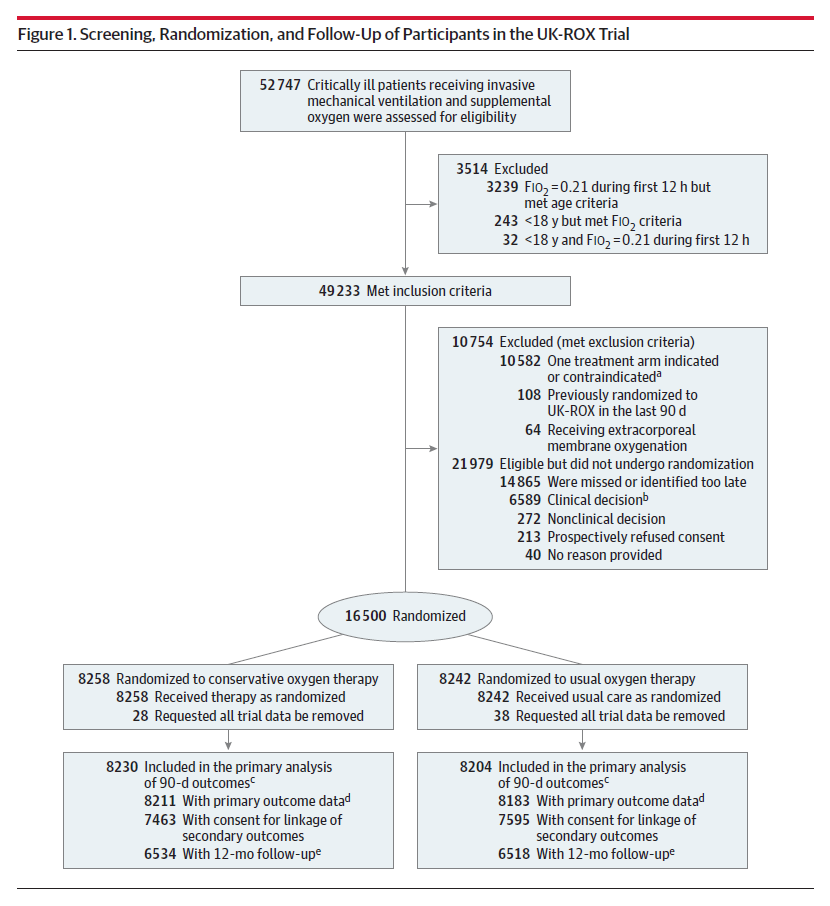 Figure 1. Screening, Randomization, and Follow-Up of Participants in the UK-ROX Trial
52 747 Critically ill patients receiving invasive
mechanical ventilation and supplemental
oxygen were assessed for eligibility
3514 Excluded
3239 FIO2 = 0.21 during first 12 h but
met age criteria
243 <18 y but met FIO2 criteria
32 <18 y and FIO2 = 0.21 during first 12 h
49 233 Met inclusion criteria
10 754 Excluded (met exclusion criteria)
10 582 One treatment arm indicated
or contraindicatedᵃ
108 Previously randomized to
UK-ROX in the last 90 d
64 Receiving extracorporeal
membrane oxygenation
21 979 Eligible but did not undergo randomization
14 865 Were missed or identified too late
6589 Clinical decisionᵇ
272 Nonclinical decision
213 Prospectively refused consent
40 No reason provided
16 500 Randomized
8258 Randomized to conservative oxygen therapy
8258 Received therapy as randomized
28 Requested all trial data be removed
8242 Randomized to usual oxygen therapy
8242 Received usual care as randomized
38 Requested all trial data be removed
8230 Included in the primary analysis
of 90-d outcomesᶜ
8211 With primary outcome dataᵈ
7463 With consent for linkage of
secondary outcomes
6534 With 12-mo follow-upᵉ
8204 Included in the primary analysis
of 90-d outcomesᶜ
8183 With primary outcome dataᵈ
7595 With consent for linkage of
secondary outcomes
6518 With 12-mo follow-upᵉ